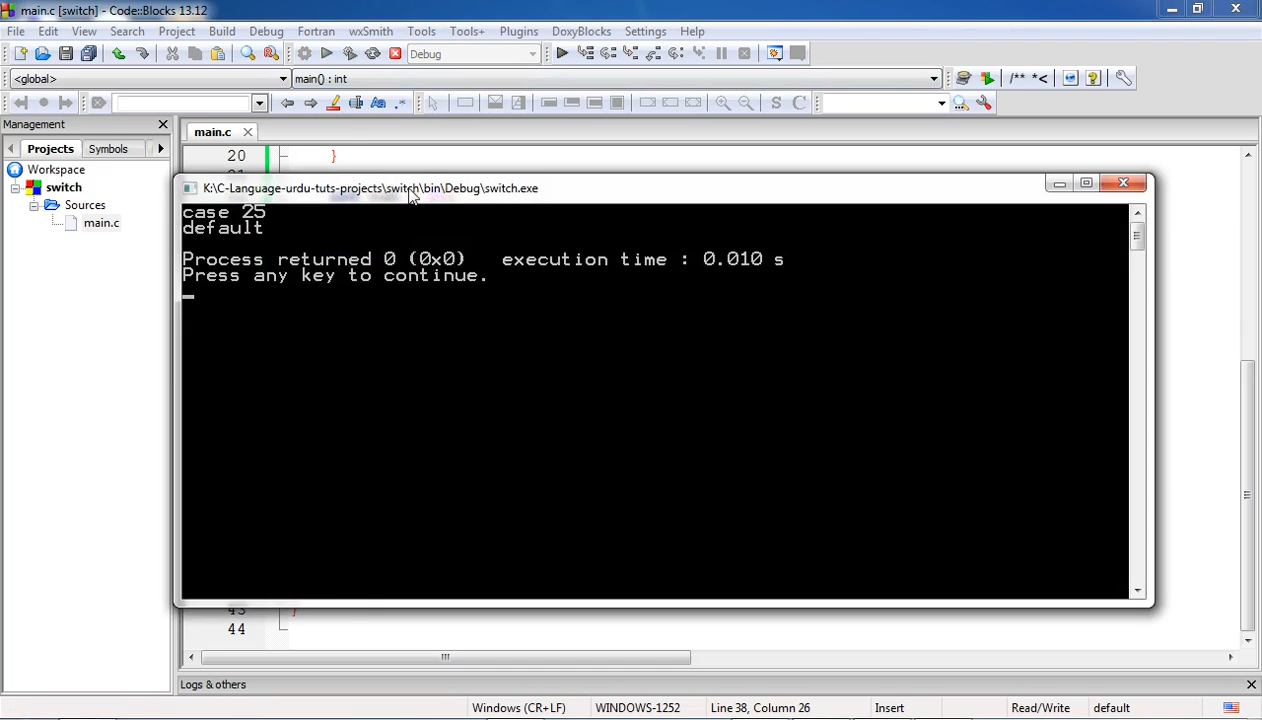 main.c [switch] - Code::Blocks 13.12
File Edit View Search Project Build Debug Fortran wxSmith Tools Tools+ Plugins DoxyBlocks Settings Help
Debug
<global> main() : int /** *<
Aa .* S C
Management
main.c
Projects Symbols
20 }
Workspace
switch
Sources
main.c
K:\C-Language-urdu-tuts-projects\switch\bin\Debug\switch.exe
case 25
default
Process returned 0 (0x0) execution time : 0.010 s
Press any key to continue.
43 }
44
Logs & others
Windows (CR+LF) WINDOWS-1252 Line 38, Column 26 Insert Read/Write default